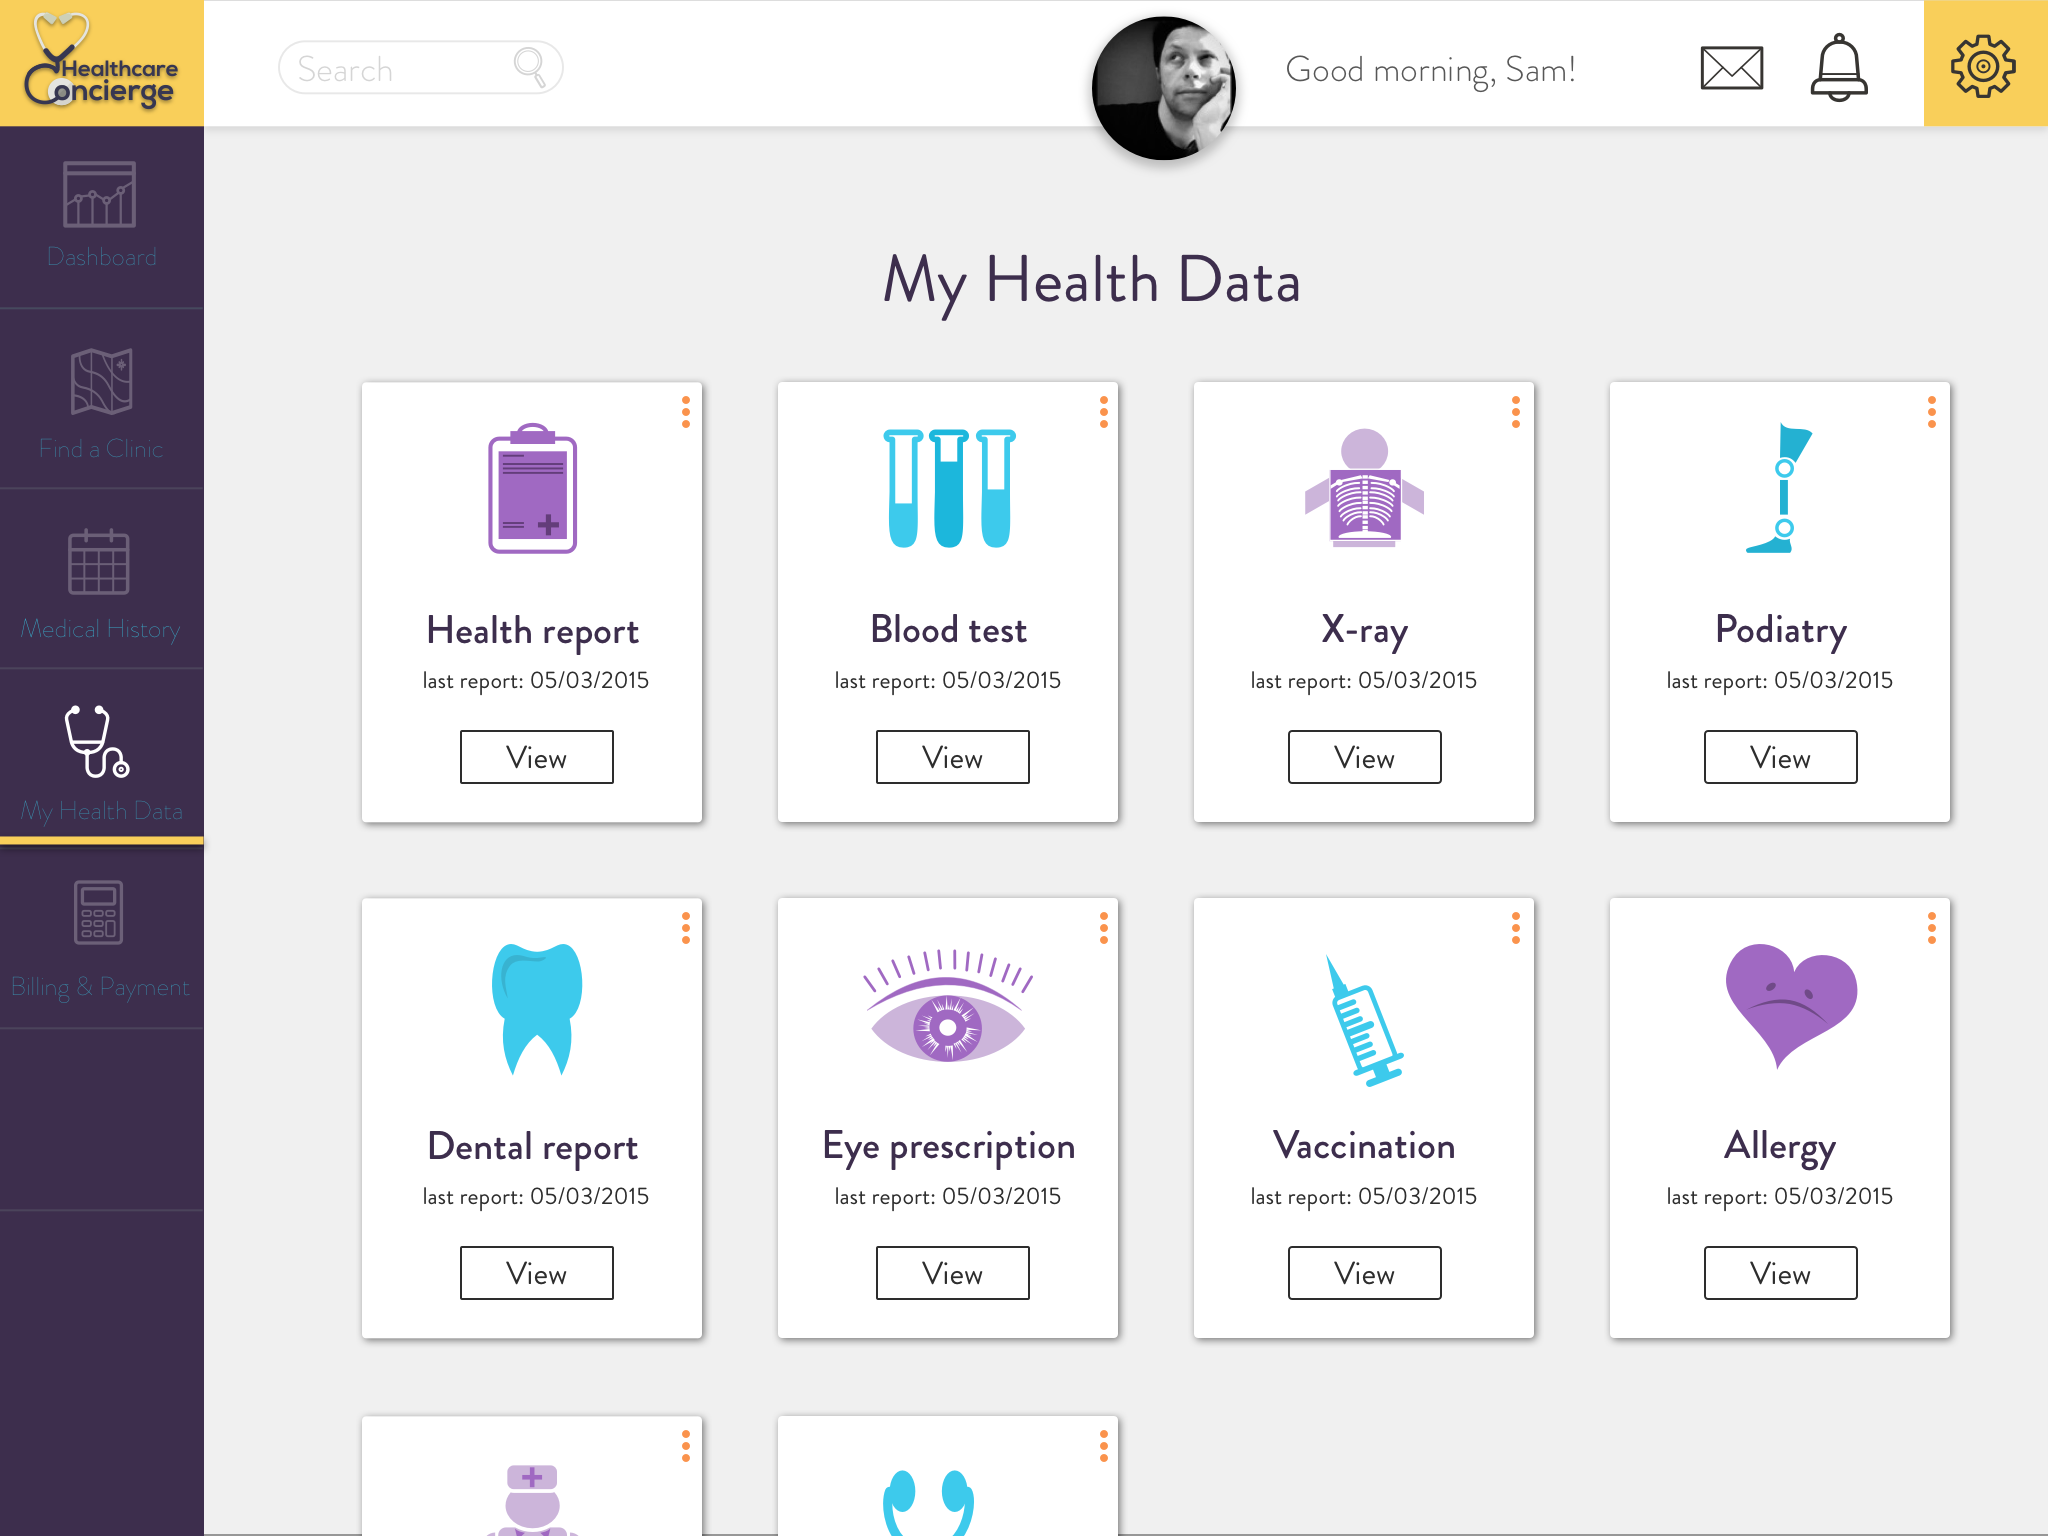 Healthcare
Concierge
Search
Good morning, Sam!
Dashboard
Find a Clinic
Medical History
My Health Data
Billing & Payment
My Health Data
Health report
last report: 05/03/2015
View
Blood test
last report: 05/03/2015
View
X-ray
last report: 05/03/2015
View
Podiatry
last report: 05/03/2015
View
Dental report
last report: 05/03/2015
View
Eye prescription
last report: 05/03/2015
View
Vaccination
last report: 05/03/2015
View
Allergy
last report: 05/03/2015
View